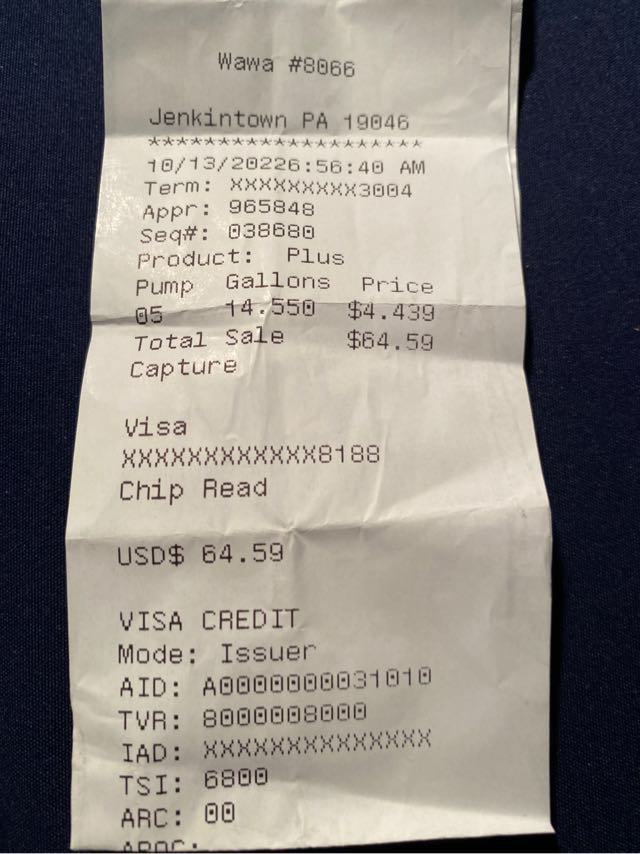 Wawa #8066
Jenkintown PA 19046
********************
10/13/20226:56:40 AM
Term: XXXXXXXXX3004
Appr: 965848
Seq#: 038680
Product: Plus
Pump Gallons Price
05 14.550 $4.439
Total Sale $64.59
Capture
Visa
XXXXXXXXXXXX8188
Chip Read
USD$ 64.59
VISA CREDIT
Mode: Issuer
AID: A0000000031010
TVR: 8000008000
IAD: XXXXXXXXXXXXXX
TSI: 6800
ARC: 00